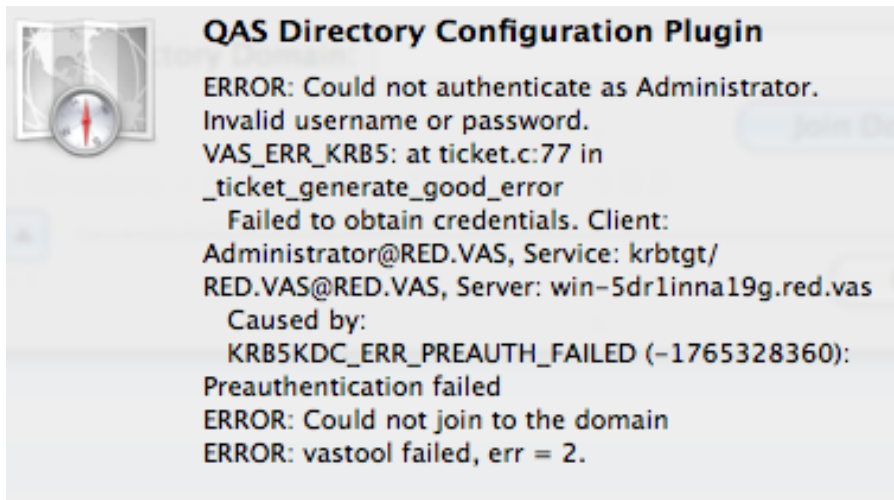 QAS Directory Configuration Plugin
ERROR: Could not authenticate as Administrator.
Invalid username or password.
VAS_ERR_KRB5: at ticket.c:77 in
_ticket_generate_good_error
Failed to obtain credentials. Client:
Administrator@RED.VAS, Service: krbtgt/
RED.VAS@RED.VAS, Server: win-5dr1inna19g.red.vas
Caused by:
KRB5KDC_ERR_PREAUTH_FAILED (-1765328360):
Preauthentication failed
ERROR: Could not join to the domain
ERROR: vastool failed, err = 2.